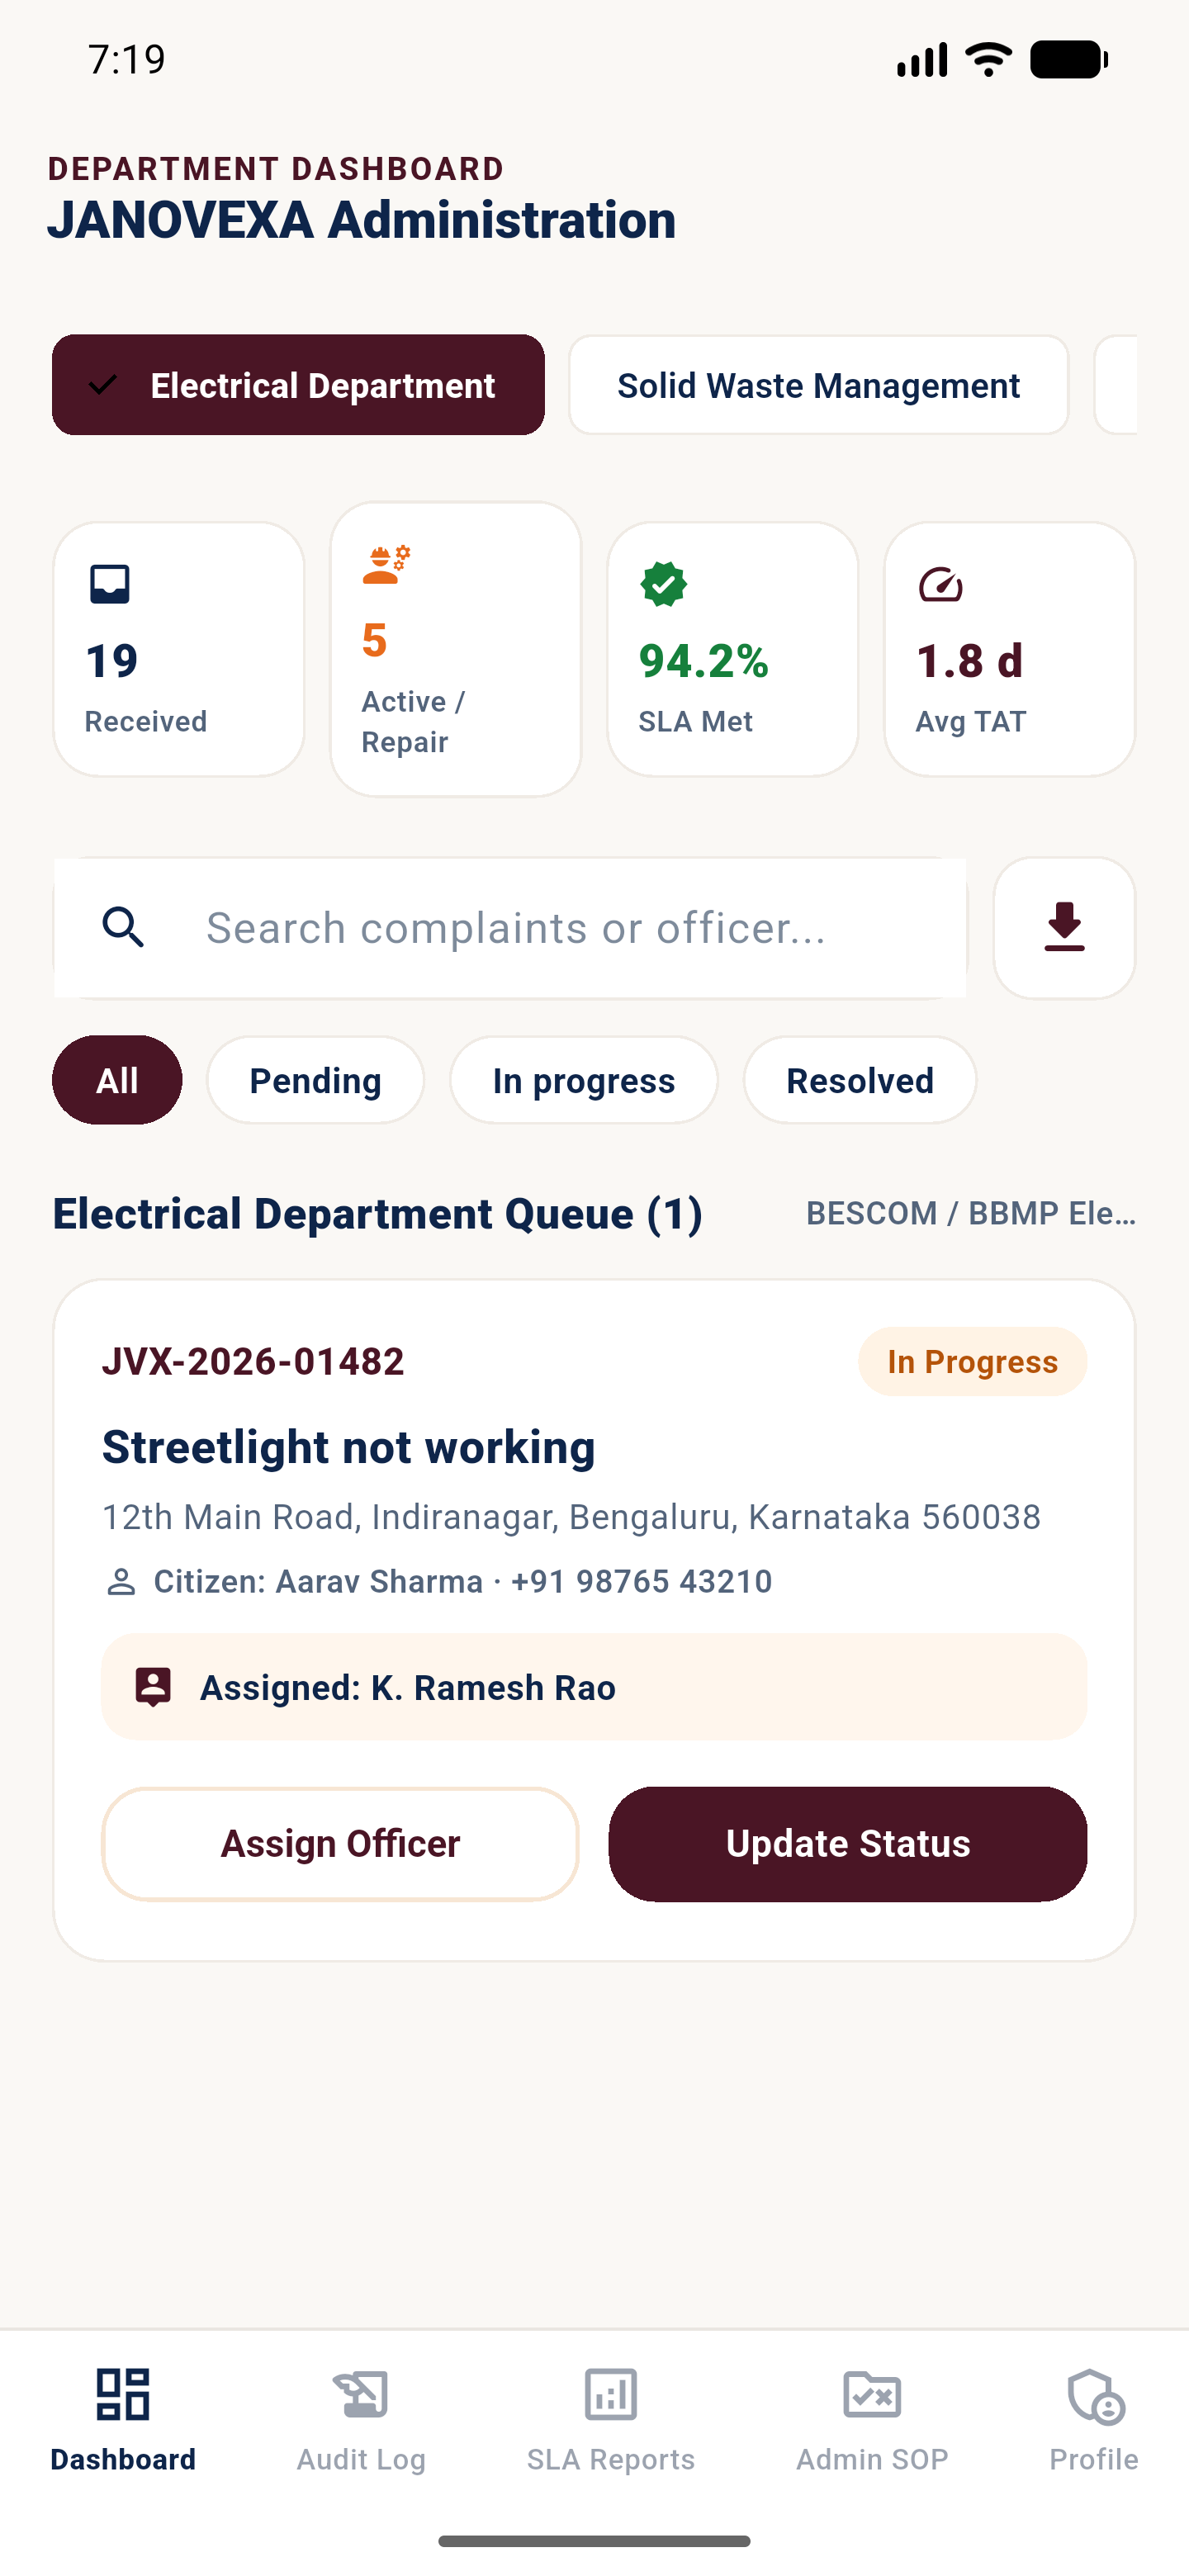 7:19
DEPARTMENT DASHBOARD
JANOVEXA Administration
Electrical Department
Solid Waste Management
19
Received
5
Active /
Repair
94.2%
SLA Met
1.8 d
Avg TAT
Search complaints or officer...
All
Pending
In progress
Resolved
Electrical Department Queue (1)
BESCOM / BBMP Ele...
JVX-2026-01482
In Progress
Streetlight not working
12th Main Road, Indiranagar, Bengaluru, Karnataka 560038
Citizen: Aarav Sharma · +91 98765 43210
Assigned: K. Ramesh Rao
Assign Officer
Update Status
Dashboard
Audit Log
SLA Reports
Admin SOP
Profile